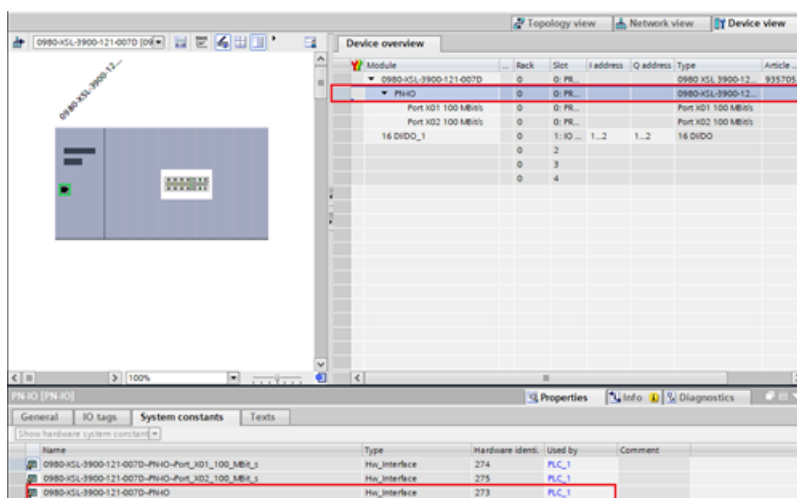 Topology view Network view Device view
0980-XSL-3900-121-007D [09
Device overview
Module ... Rack Slot I address Q address Type Article ...
0980-XSL-3900-121-007D 0 0: PR... 0980 XSL 3900-12... 935705
PN-IO 0 0: PR... 0980-XSL-3900-12...
Port X01 100 MBit/s 0 0: PR... Port X01 100 MBit/s
Port X02 100 MBit/s 0 0: PR... Port X02 100 MBit/s
16 DI/DO_1 0 1: IO ... 1...2 1...2 16 DI/DO
0 2
0 3
0 4
0980-XSL-3900-12...
100%
PN-IO [PN-IO]
Properties Info Diagnostics
General IO tags System constants Texts
Show hardware system constant
Name Type Hardware identi. Used by Comment
0980-XSL-3900-121-007D~PN-IO~Port_X01_100_MBit_s Hw_Interface 274 PLC_1
0980-XSL-3900-121-007D~PN-IO~Port_X02_100_MBit_s Hw_Interface 275 PLC_1
0980-XSL-3900-121-007D~PN-IO Hw_Interface 273 PLC_1